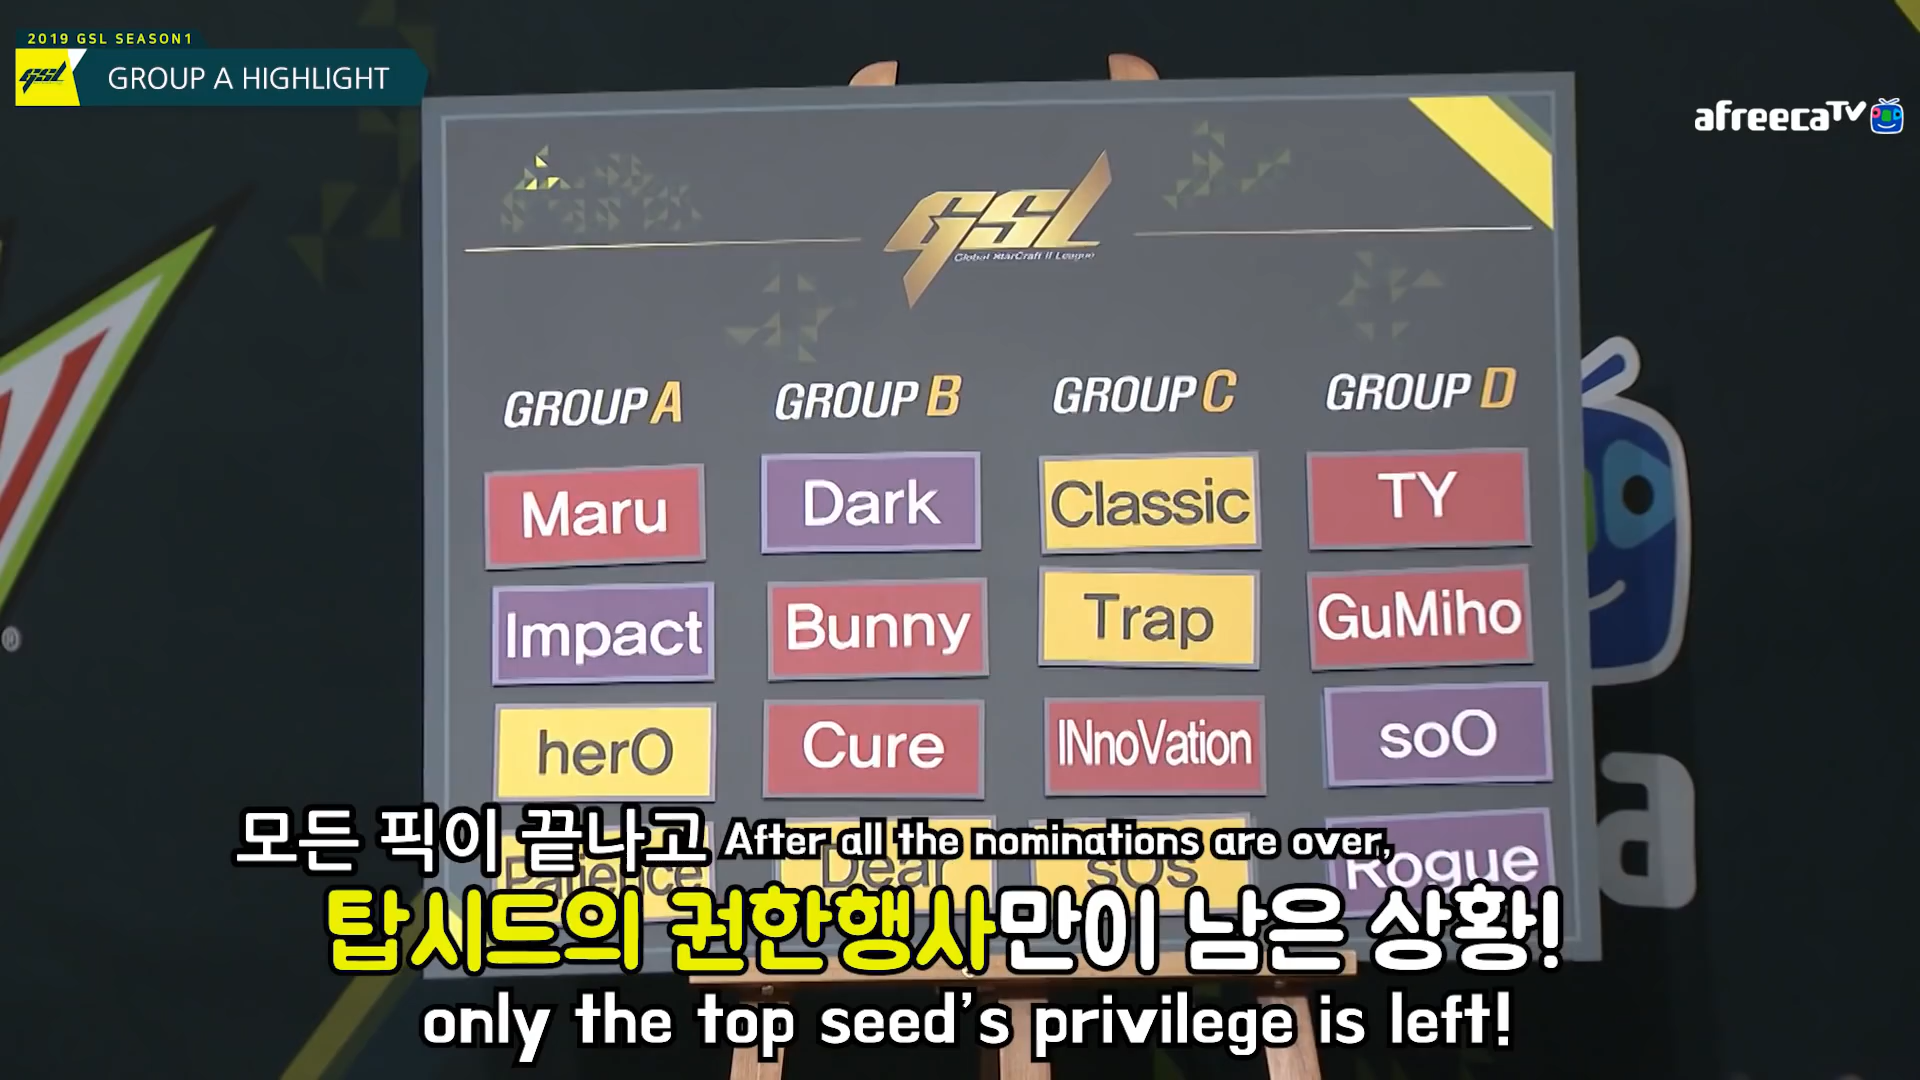 2019 GSL SEASON1
GSL
GROUP A HIGHLIGHT
afreecaTV
GSL
Global StarCraft II League
GROUP A
GROUP B
GROUP C
GROUP D
Maru
Dark
Classic
TY
Impact
Bunny
Trap
GuMiho
herO
Cure
INnoVation
soO
Patience
Dear
sOs
Rogue
모든 픽이 끝나고 After all the nominations are over,
탑시드의 권한행사만이 남은 상황!
only the top seed's privilege is left!
a
®